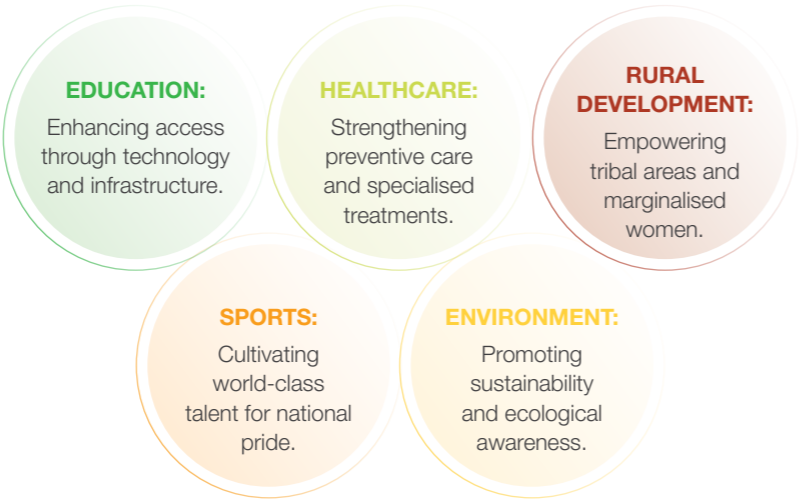 EDUCATION:
Enhancing access
through technology
and infrastructure.
HEALTHCARE:
Strengthening
preventive care
and specialised
treatments.
RURAL
DEVELOPMENT:
Empowering
tribal areas and
marginalised
women.
SPORTS:
Cultivating
world-class
talent for national
pride.
ENVIRONMENT:
Promoting
sustainability
and ecological
awareness.